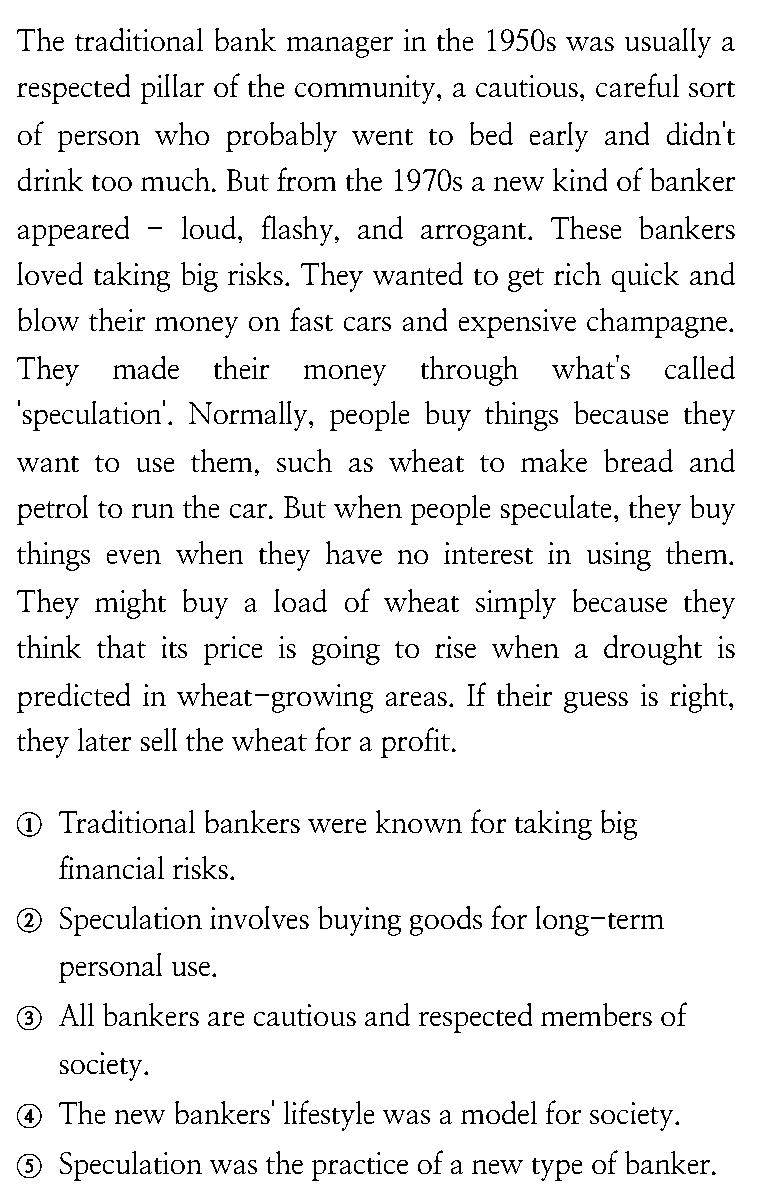 The traditional bank manager in the 1950s was usually a
respected pillar of the community, a cautious, careful sort
of person who probably went to bed early and didn't
drink too much. But from the 1970s a new kind of banker
appeared - loud, flashy, and arrogant. These bankers
loved taking big risks. They wanted to get rich quick and
blow their money on fast cars and expensive champagne.
They made their money through what's called
'speculation'. Normally, people buy things because they
want to use them, such as wheat to make bread and
petrol to run the car. But when people speculate, they buy
things even when they have no interest in using them.
They might buy a load of wheat simply because they
think that its price is going to rise when a drought is
predicted in wheat-growing areas. If their guess is right,
they later sell the wheat for a profit.
① Traditional bankers were known for taking big
financial risks.
② Speculation involves buying goods for long-term
personal use.
③ All bankers are cautious and respected members of
society.
④ The new bankers' lifestyle was a model for society.
⑤ Speculation was the practice of a new type of banker.